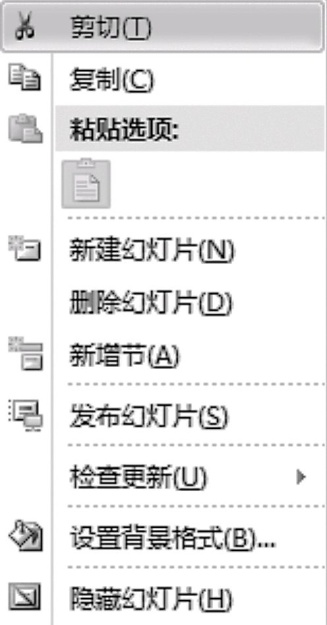 剪切(T)
复制(C)
粘贴选项:
新建幻灯片(N)
删除幻灯片(D)
新增节(A)
发布幻灯片(S)
检查更新(U)
设置背景格式(B)...
隐藏幻灯片(H)